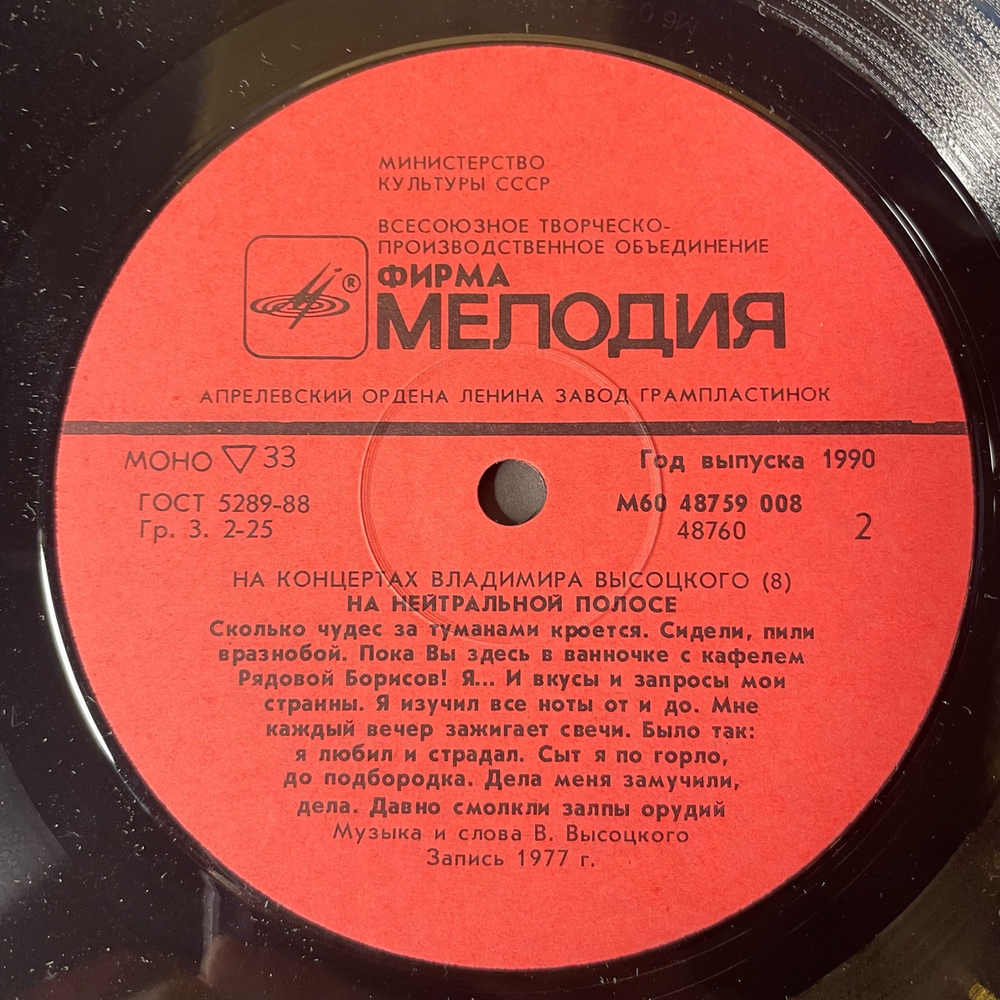 МИНИСТЕРСТВО
КУЛЬТУРЫ СССР
ВСЕСОЮЗНОЕ ТВОРЧЕСКО-
ПРОИЗВОДСТВЕННОЕ ОБЪЕДИНЕНИЕ
ФИРМА
®
МЕЛОДИЯ
АПРЕЛЕВСКИЙ ОРДЕНА ЛЕНИНА ЗАВОД ГРАМПЛАСТИНОК
МОНО ▽ 33
Год выпуска 1990
ГОСТ 5289-88
М60 48759 008
Гр. 3. 2-25
48760
2
НА КОНЦЕРТАХ ВЛАДИМИРА ВЫСОЦКОГО (8)
НА НЕЙТРАЛЬНОЙ ПОЛОСЕ
Сколько чудес за туманами кроется. Сидели, пили
вразнобой. Пока Вы здесь в ванночке с кафелем
Рядовой Борисов! Я... И вкусы и запросы мои
странны. Я изучил все ноты от и до. Мне
каждый вечер зажигает свечи. Было так:
я любил и страдал. Сыт я по горло,
до подбородка. Дела меня замучили,
дела. Давно смолкли залпы орудий
Музыка и слова В. Высоцкого
Запись 1977 г.